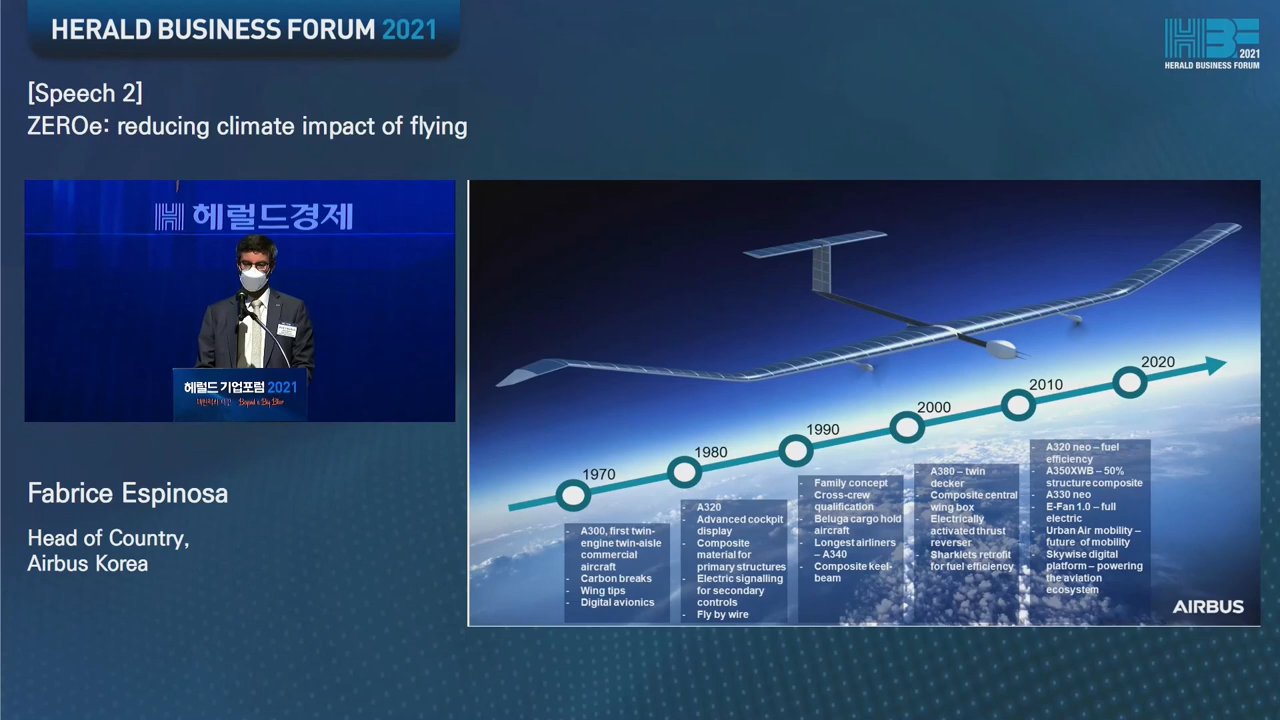 HERALD BUSINESS FORUM 2021
HBF
2021
HERALD BUSINESS FORUM
[Speech 2]
ZEROe: reducing climate impact of flying
헤럴드경제
헤럴드 기업포럼 2021
Fabrice Espinosa
Head of Country,
Airbus Korea
1970
1980
1990
2000
2010
2020
- A300, first twin-
engine twin-aisle
commercial
aircraft
- Carbon breaks
- Wing tips
- Digital avionics
- A320
- Advanced cockpit
display
- Composite
material for
primary structures
- Electric signalling
for secondary
controls
- Fly by wire
- Family concept
- Cross-crew
qualification
- Beluga cargo hold
aircraft
- Longest airliners
– A340
- Composite keel-
beam
- A380 – twin
decker
- Composite central
wing box
- Electrically
activated thrust
reverser
- Sharklets retrofit
for fuel efficiency
- A320 neo – fuel
efficiency
- A350XWB – 50%
structure composite
- A330 neo
- E-Fan 1.0 – full
electric
- Urban Air mobility –
future of mobility
- Skywise digital
platform – powering
the aviation
ecosystem
AIRBUS